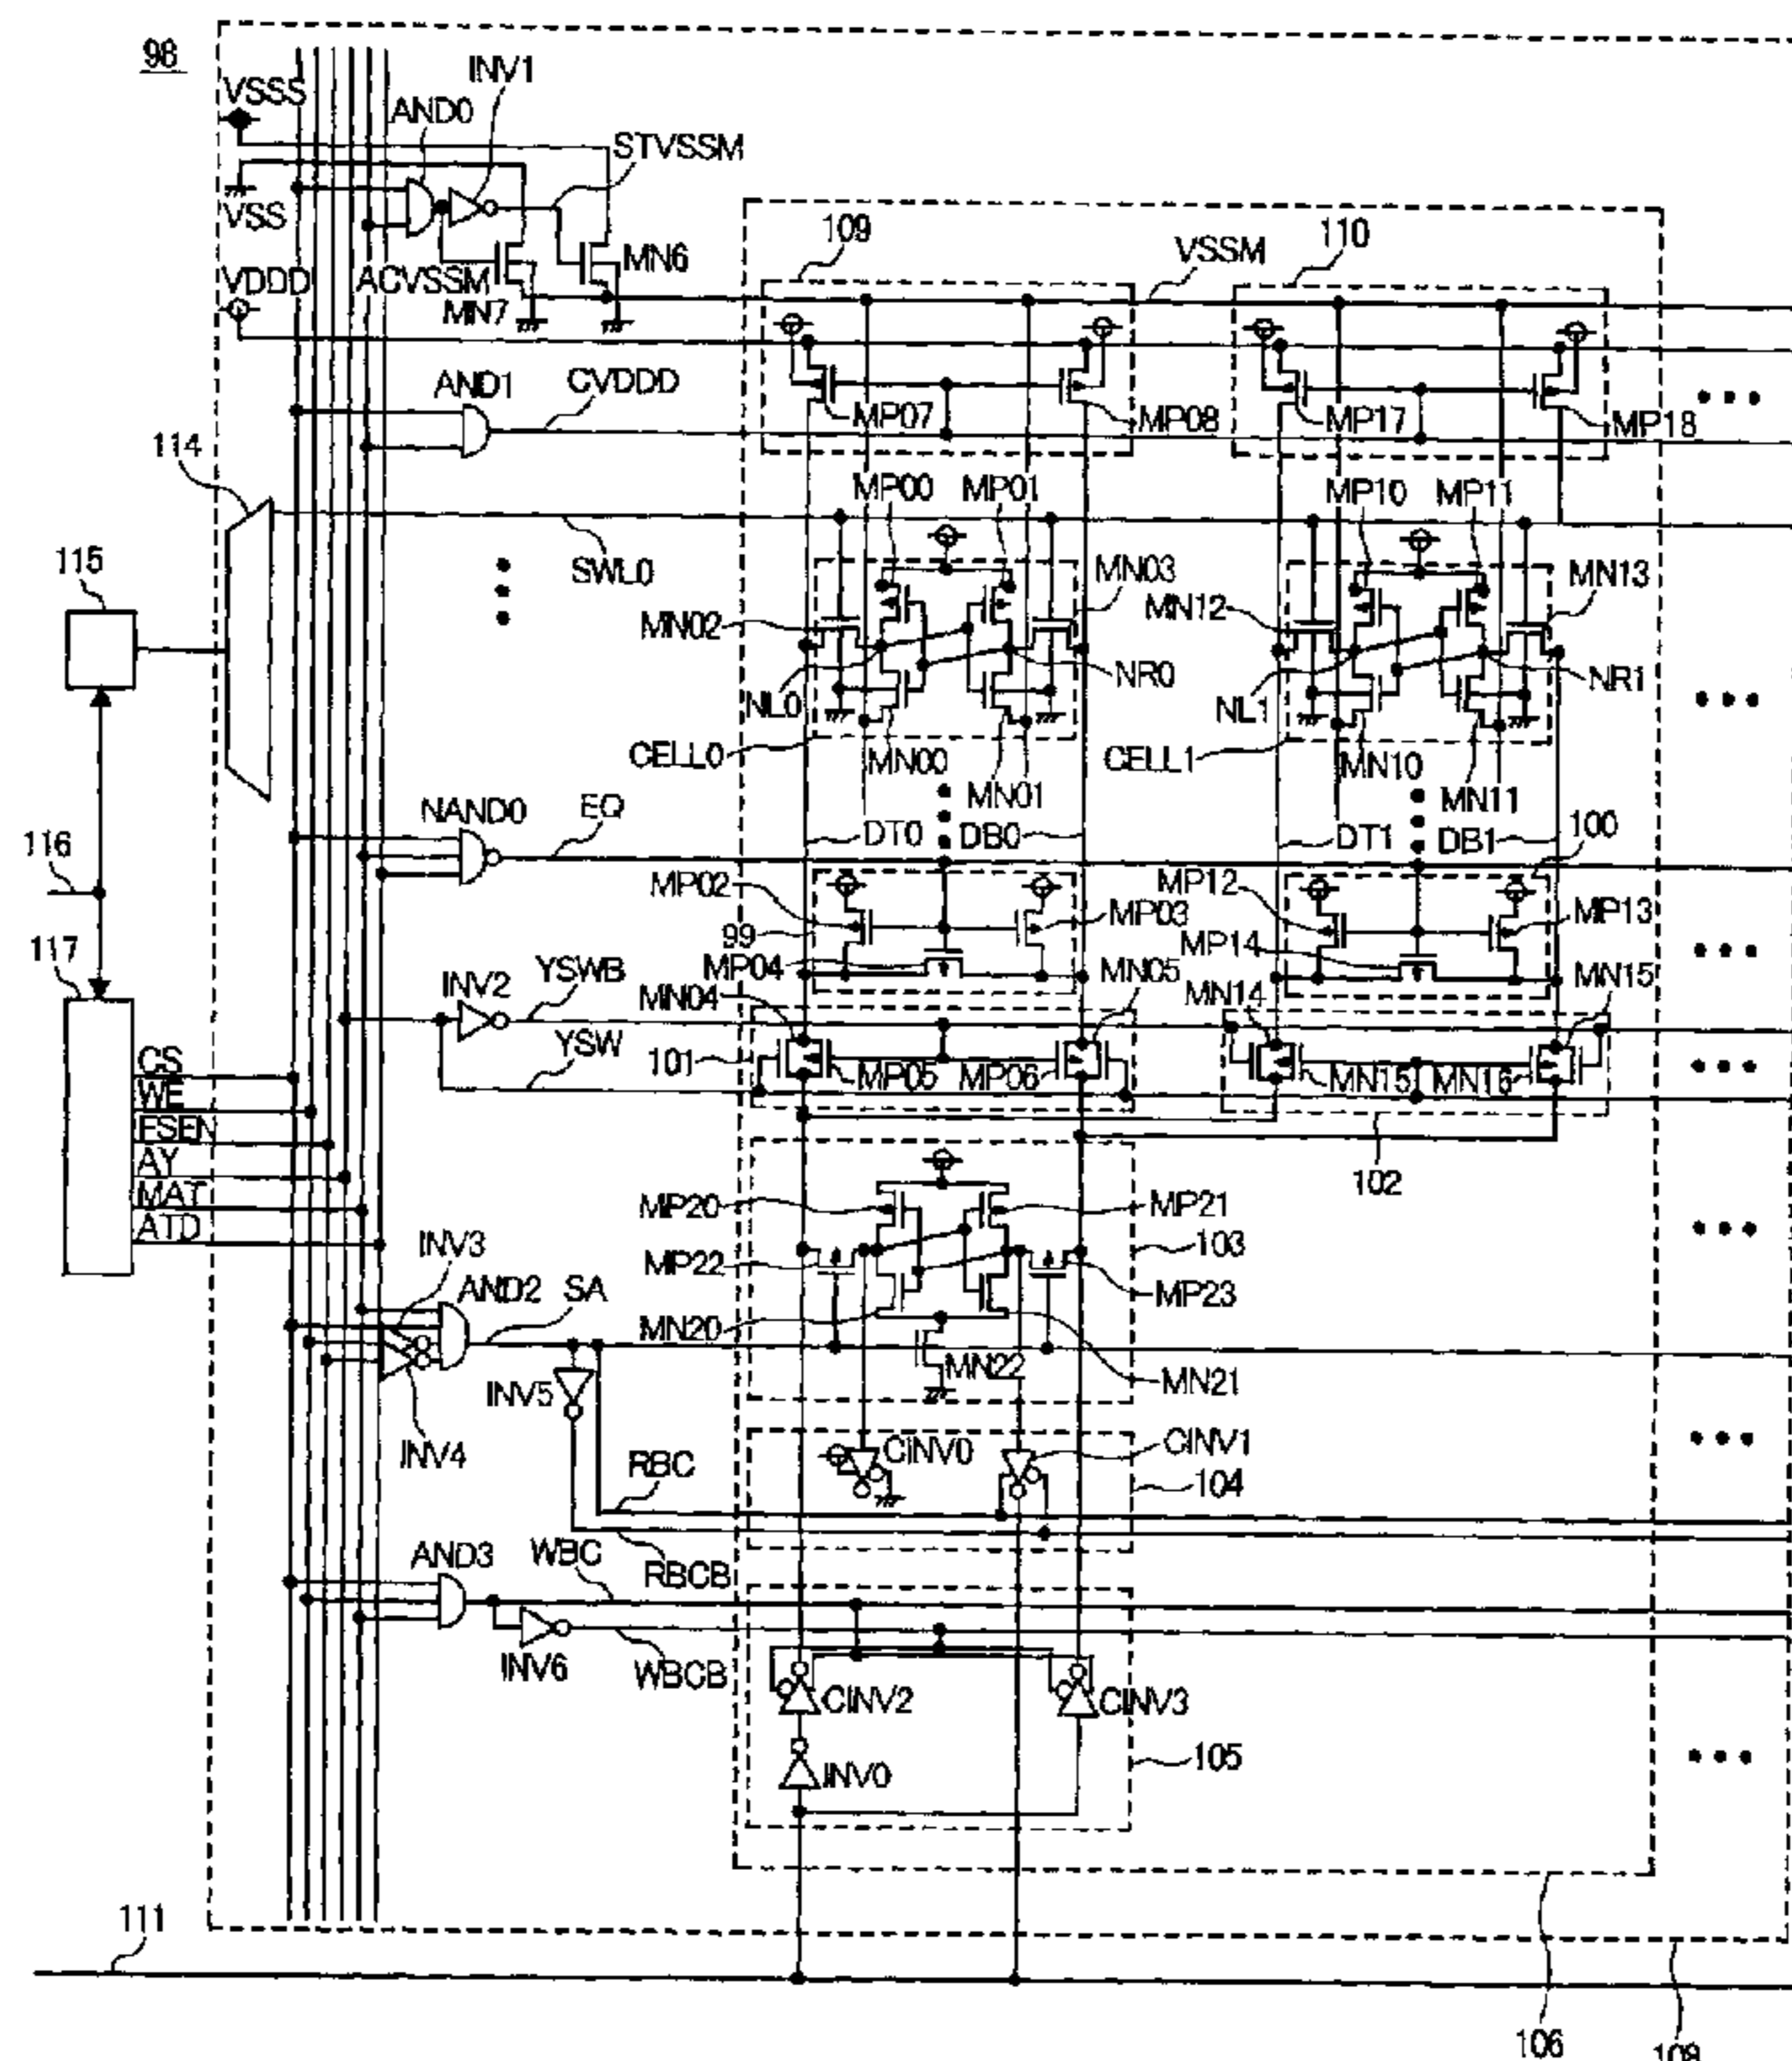 98
VSSS
INV1
AND0
STVSSM
VSS
109
110
VSSM
VDDD
ACVSSM
MN6
MN7
AND1
CVDDD
MP07
MP08
MP17
MP18
114
MP00
MP01
MP10
MP11
115
SWL0
MN03
MN13
MN02
MN12
NL0
NR0
NL1
NR1
CELL0
MN00
CELL1
MN10
MN01
MN11
NAND0
EQ
DT0
DB0
DT1
DB1
100
116
MP02
MP03
MP12
MP13
99
117
MP04
MN05
MP14
MN15
INV2
YSWB
MN04
MN14
YSW
101
MP05
MP06
MN15
MN16
CS
WE
FSEN
AY
MAT
ATD
102
MP20
MP21
INV3
MP22
103
AND2
SA
MP23
MN20
MN22
MN21
INV5
INV4
CINV0
CINV1
RBC
104
AND3
WBC
RBCB
INV6
WBCB
CINV2
CINV3
INV0
105
111
106
108